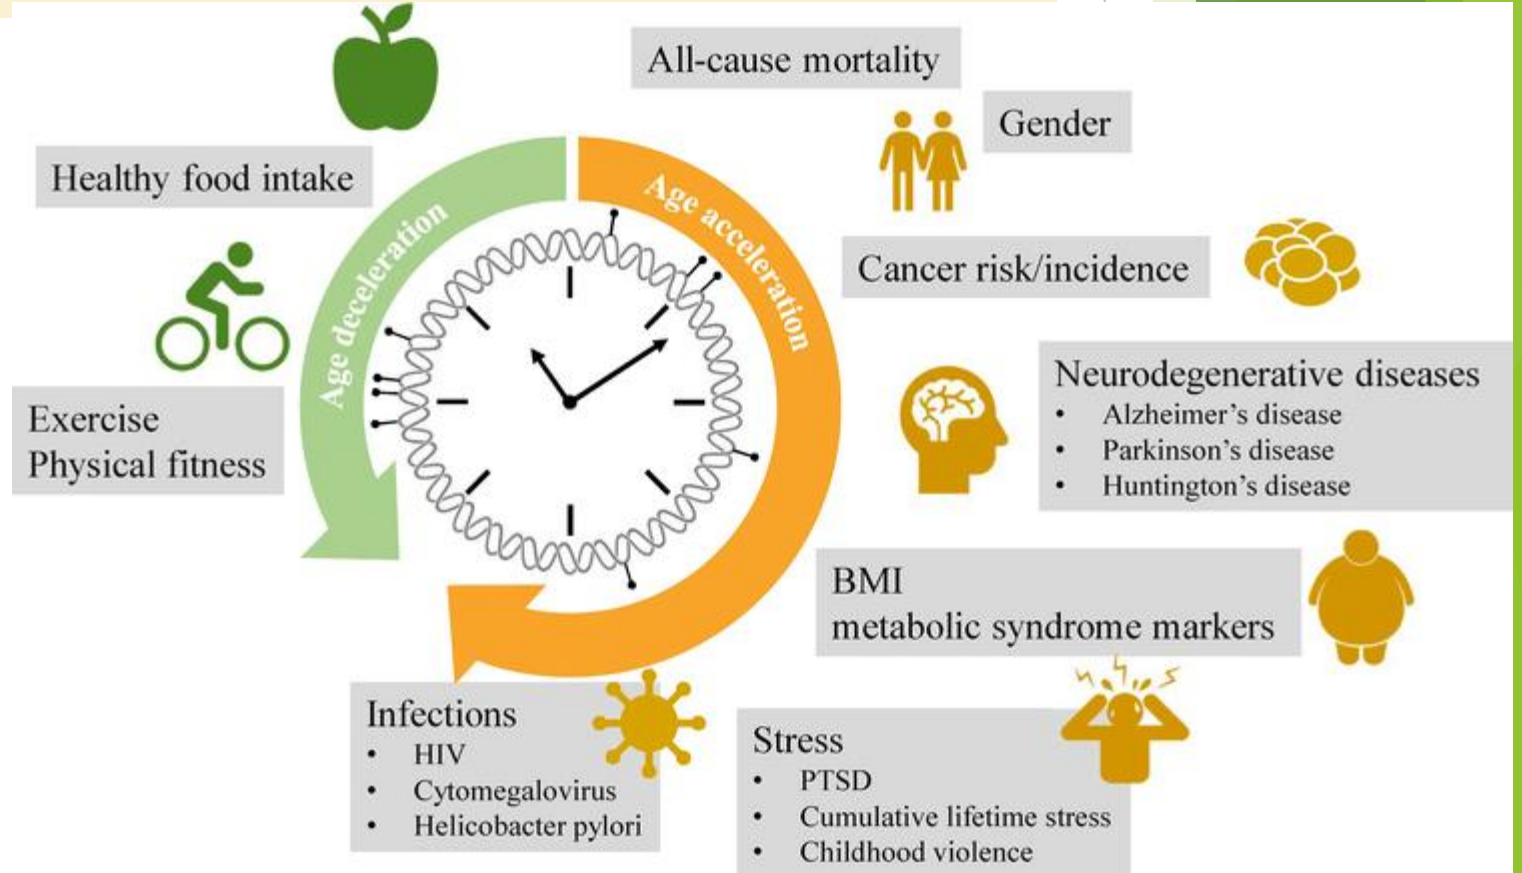 All-cause mortality
Gender
Healthy food intake
Age deceleration
Age acceleration
Cancer risk/incidence
Exercise
Physical fitness
Neurodegenerative diseases
• Alzheimer’s disease
• Parkinson’s disease
• Huntington’s disease
BMI
metabolic syndrome markers
Infections
• HIV
• Cytomegalovirus
• Helicobacter pylori
Stress
• PTSD
• Cumulative lifetime stress
• Childhood violence